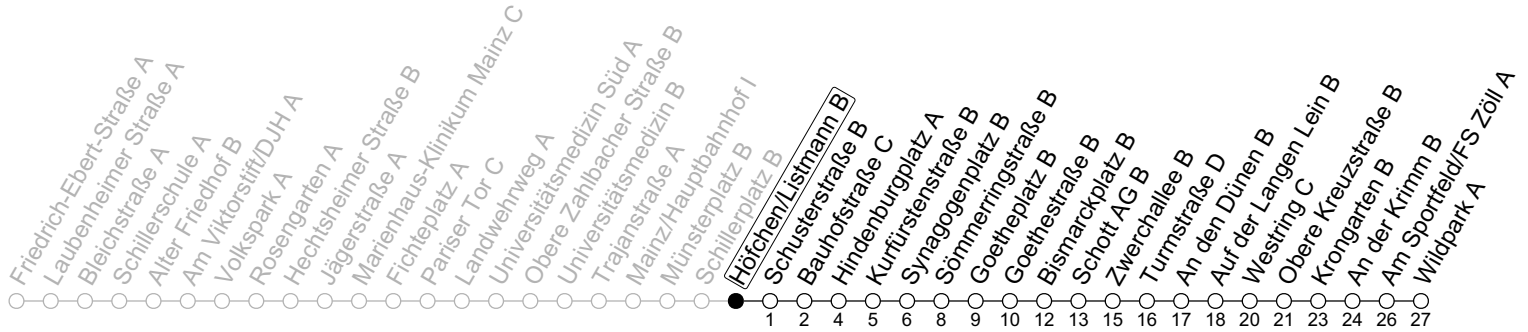 Friedrich-Ebert-Straße A
Laubenheimer Straße A
Bleichstraße A
Schillerschule A
Alter Friedhof B
Am Viktorstift/DJH A
Volkspark A
Rosengarten A
Hechtsheimer Straße B
Jägerstraße A
Marienhaus-Klinikum Mainz C
Fichteplatz A
Pariser Tor C
Landwehrweg A
Universitätsmedizin Süd A
Obere Zahlbacher Straße B
Universitätsmedizin B
Trajanstraße A
Mainz/Hauptbahnhof I
Münsterplatz B
Schillerplatz B
Höfchen/Listmann B
Schusterstraße B
Bauhofstraße C
Hindenburgplatz A
Kurfürstenstraße B
Synagogenplatz B
Sömmerringstraße B
Goetheplatz B
Goethestraße B
Bismarckplatz B
Schott AG B
Zwerchallee B
Turmstraße D
An den Dünen B
Auf der Langen Lein B
Westring C
Obere Kreuzstraße B
Krongarten B
An der Krimm B
Am Sportfeld/FS Zöll A
Wildpark A
1 2 4 5 6 8 9 10 12 13 15 16 17 18 20 21 23 24 26 27